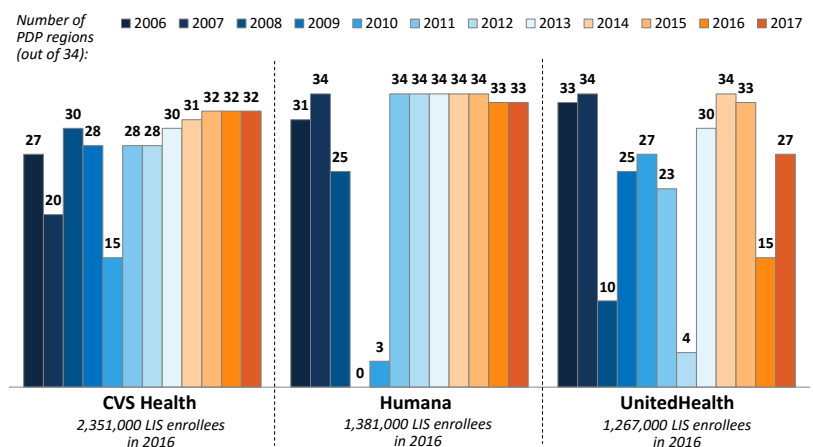 Number of
PDP regions
(out of 34):
2006 2007 2008 2009 2010 2011 2012 2013 2014 2015 2016 2017
27 20 30 28 15 28 28 30 31 32 32 32
31 34 25 0 3 34 34 34 34 34 33 33
33 34 10 25 27 23 4 30 34 33 15 27
CVS Health
2,351,000 LIS enrollees
in 2016
Humana
1,381,000 LIS enrollees
in 2016
UnitedHealth
1,267,000 LIS enrollees
in 2016